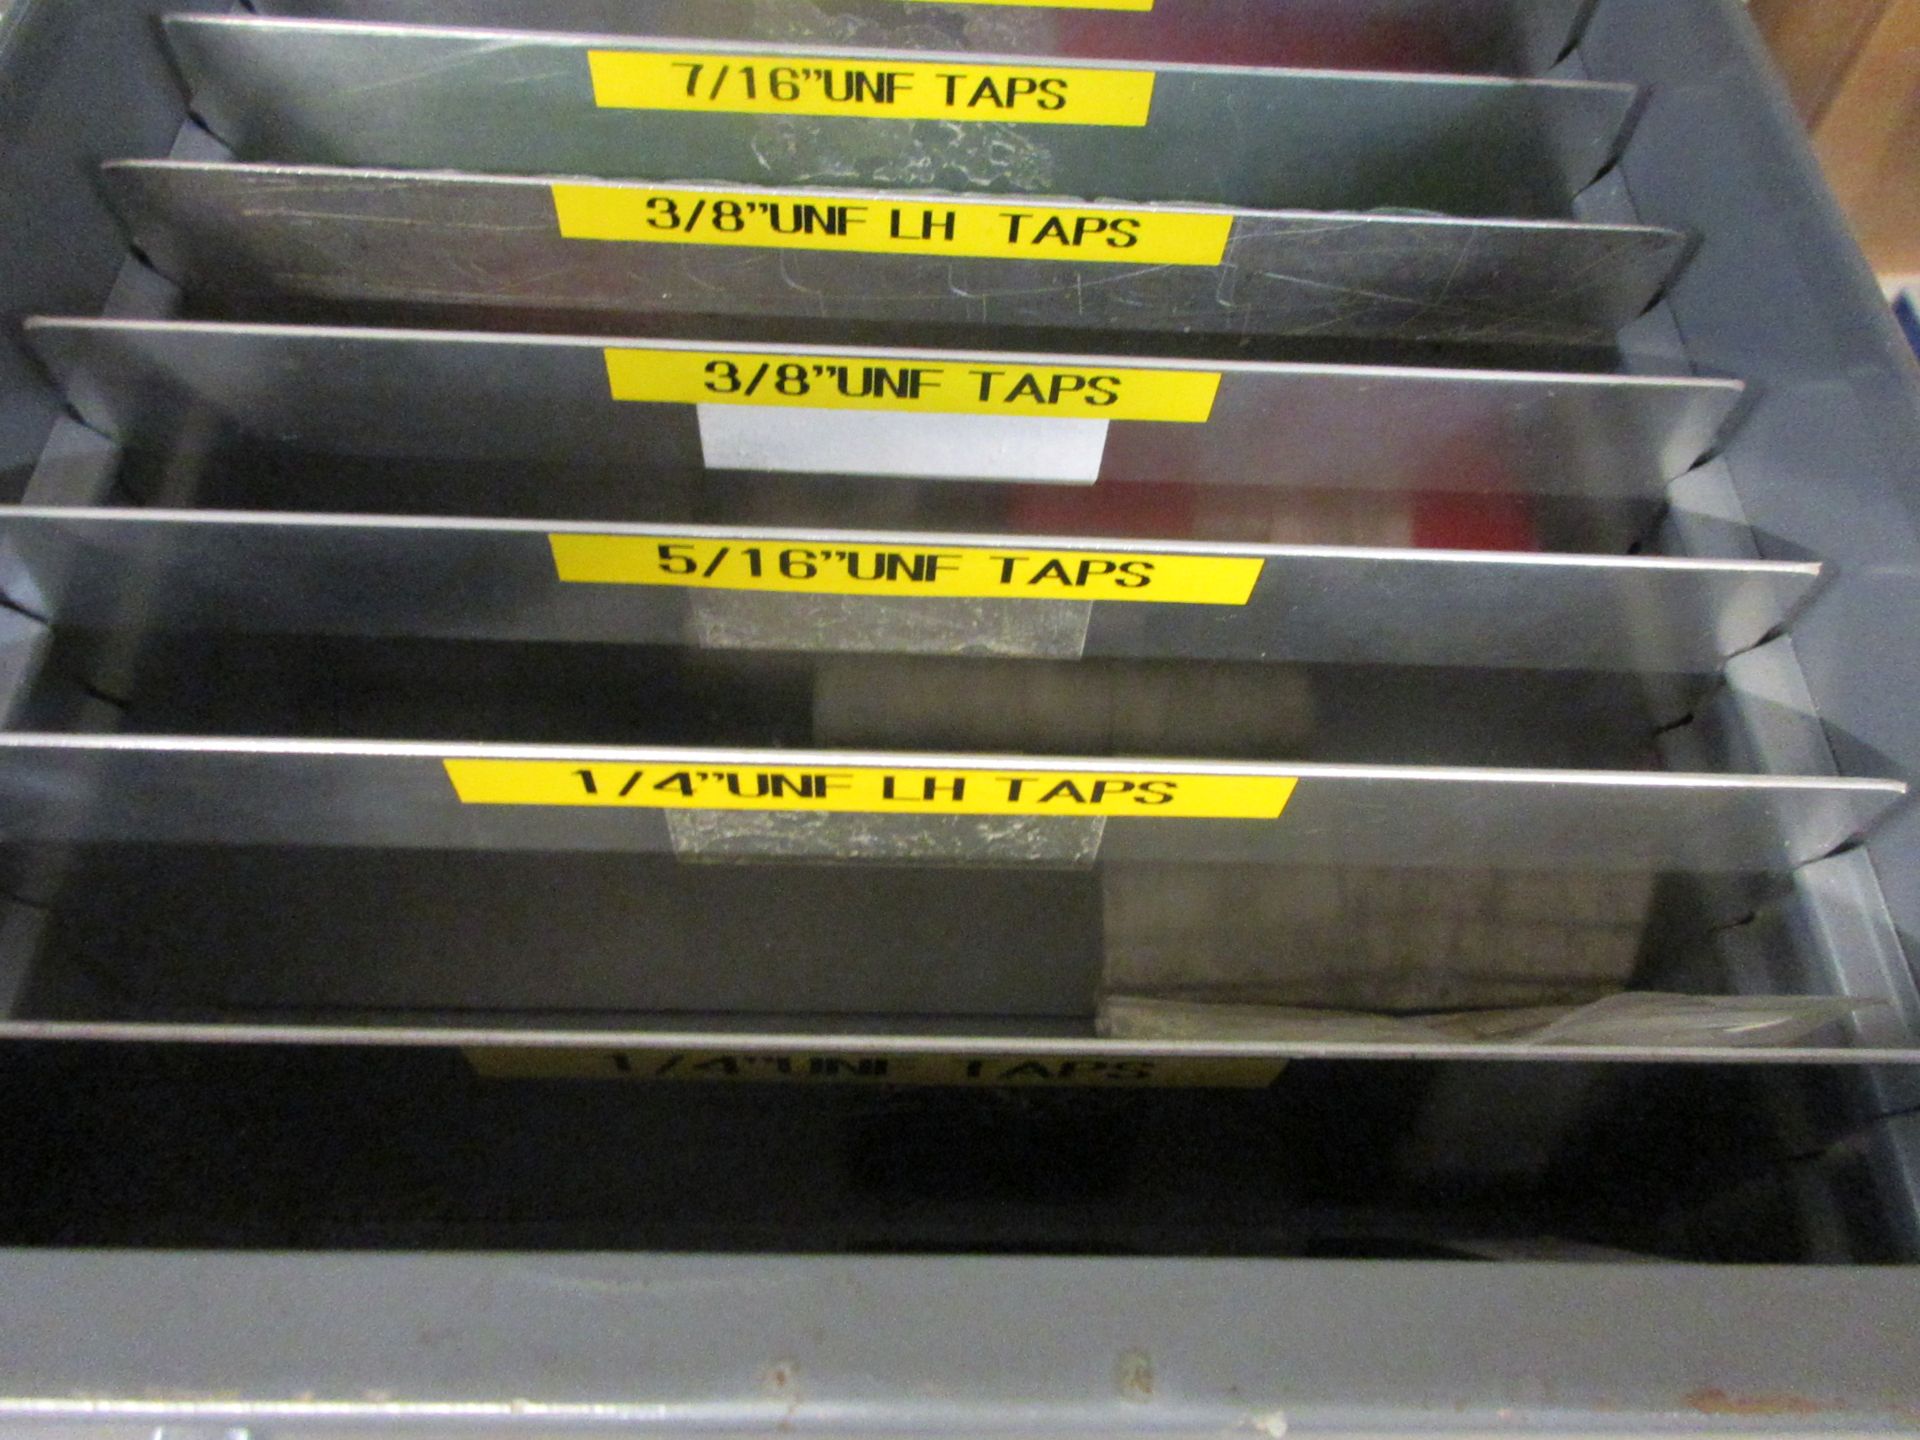 7/16"UNF TAPS
3/8"UNF LH TAPS
3/8"UNF TAPS
5/16"UNF TAPS
1/4"UNF LH TAPS
1/4"UNF TAPS